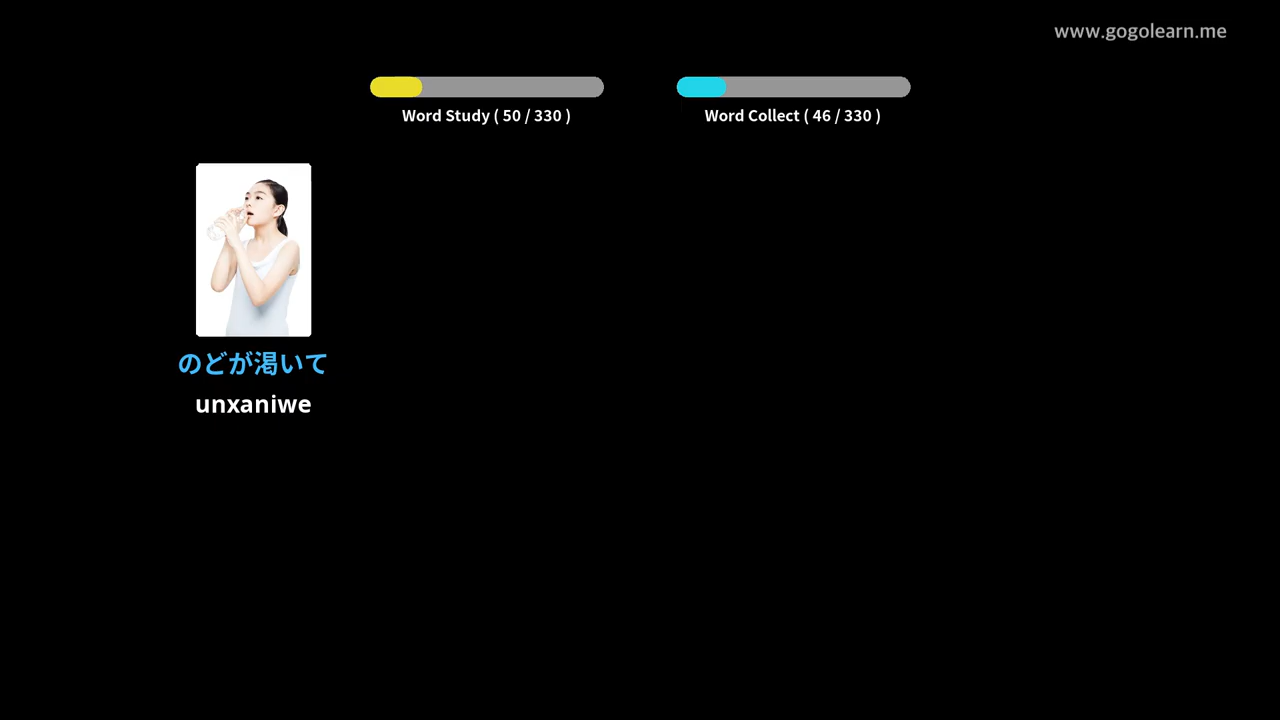 www.gogolearn.me
Word Study ( 50 / 330 )
Word Collect ( 46 / 330 )
のどが渇いて
unxaniwe